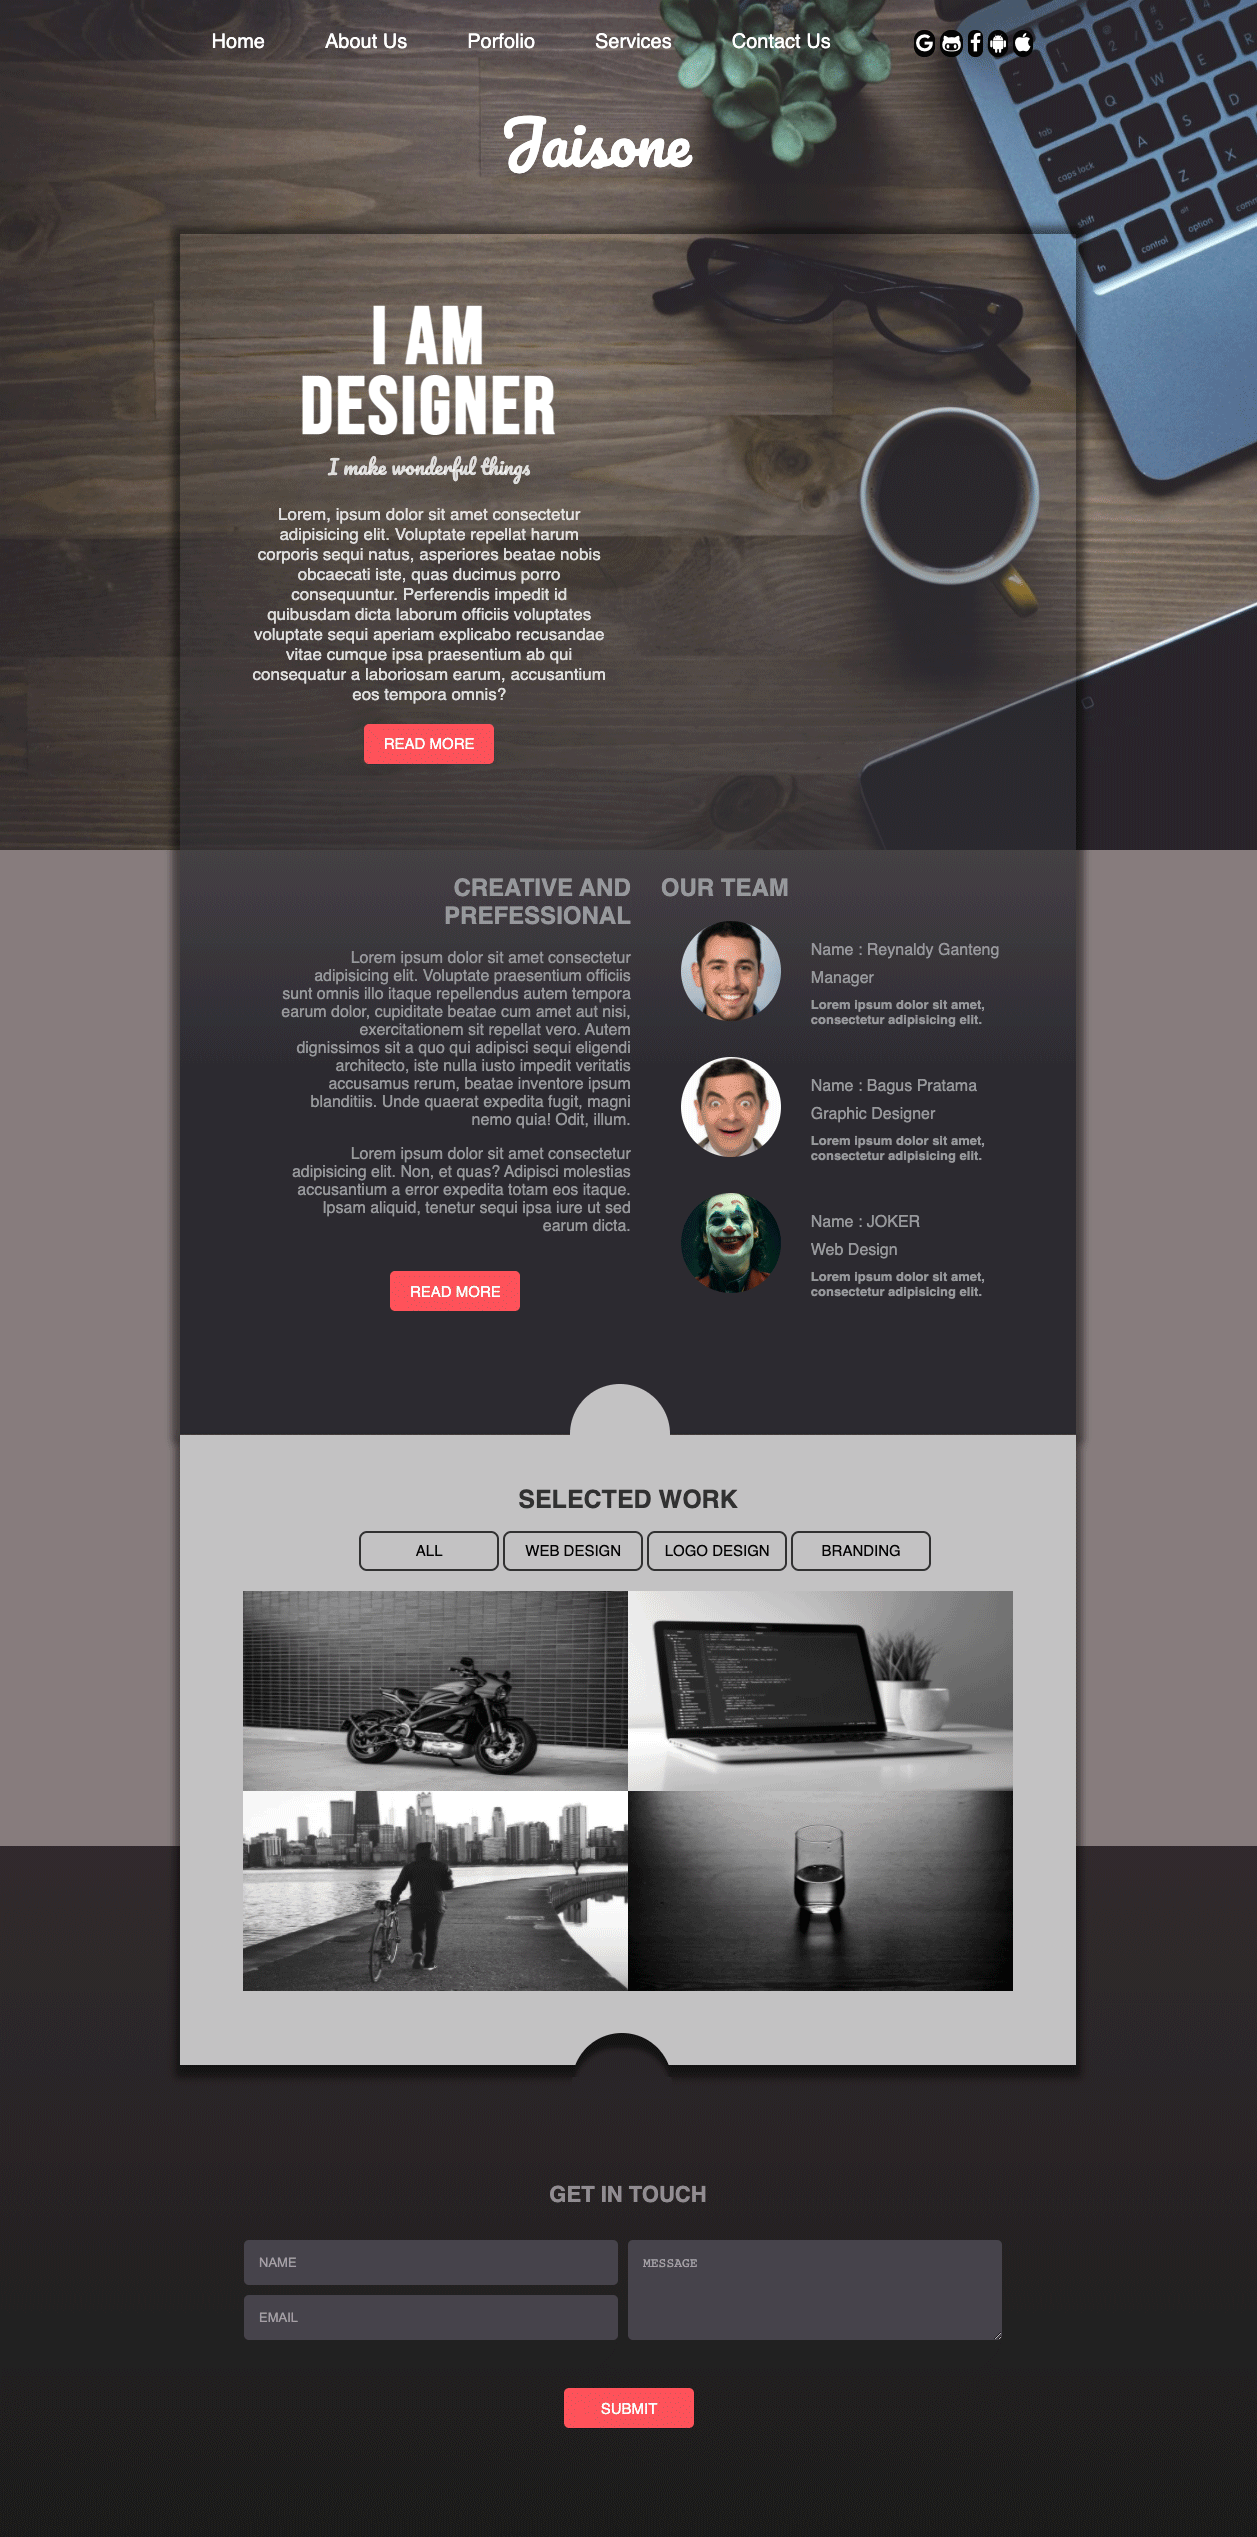 Home About Us Porfolio Services Contact Us
Jaisone
I AM
DESIGNER
I make wonderful things
Lorem, ipsum dolor sit amet consectetur
adipisicing elit. Voluptate repellat harum
corporis sequi natus, asperiores beatae nobis
obcaecati iste, quas ducimus porro
consequuntur. Perferendis impedit id
quibusdam dicta laborum officiis voluptates
voluptate sequi aperiam explicabo recusandae
vitae cumque ipsa praesentium ab qui
consequatur a laboriosam earum, accusantium
eos tempora omnis?
READ MORE
CREATIVE AND
PREFESSIONAL
Lorem ipsum dolor sit amet consectetur
adipisicing elit. Voluptate praesentium officiis
sunt omnis illo itaque repellendus autem tempora
earum dolor, cupiditate beatae cum amet aut nisi,
exercitationem sit repellat vero. Autem
dignissimos sit a quo qui adipisci sequi eligendi
architecto, iste nulla iusto impedit veritatis
accusamus rerum, beatae inventore ipsum
blanditiis. Unde quaerat expedita fugit, magni
nemo quia! Odit, illum.
Lorem ipsum dolor sit amet consectetur
adipisicing elit. Non, et quas? Adipisci molestias
accusantium a error expedita totam eos itaque.
Ipsam aliquid, tenetur sequi ipsa iure ut sed
earum dicta.
READ MORE
OUR TEAM
Name : Reynaldy Ganteng
Manager
Lorem ipsum dolor sit amet,
consectetur adipisicing elit.
Name : Bagus Pratama
Graphic Designer
Lorem ipsum dolor sit amet,
consectetur adipisicing elit.
Name : JOKER
Web Design
Lorem ipsum dolor sit amet,
consectetur adipisicing elit.
SELECTED WORK
ALL WEB DESIGN LOGO DESIGN BRANDING
GET IN TOUCH
NAME
EMAIL
MESSAGE
SUBMIT